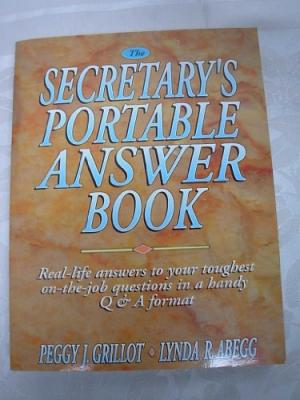 The
SECRETARY'S
PORTABLE
ANSWER
BOOK
Real-life answers to your toughest
on-the-job questions in a handy
Q & A format
PEGGY J. GRILLOT • LYNDA R. ABEGG